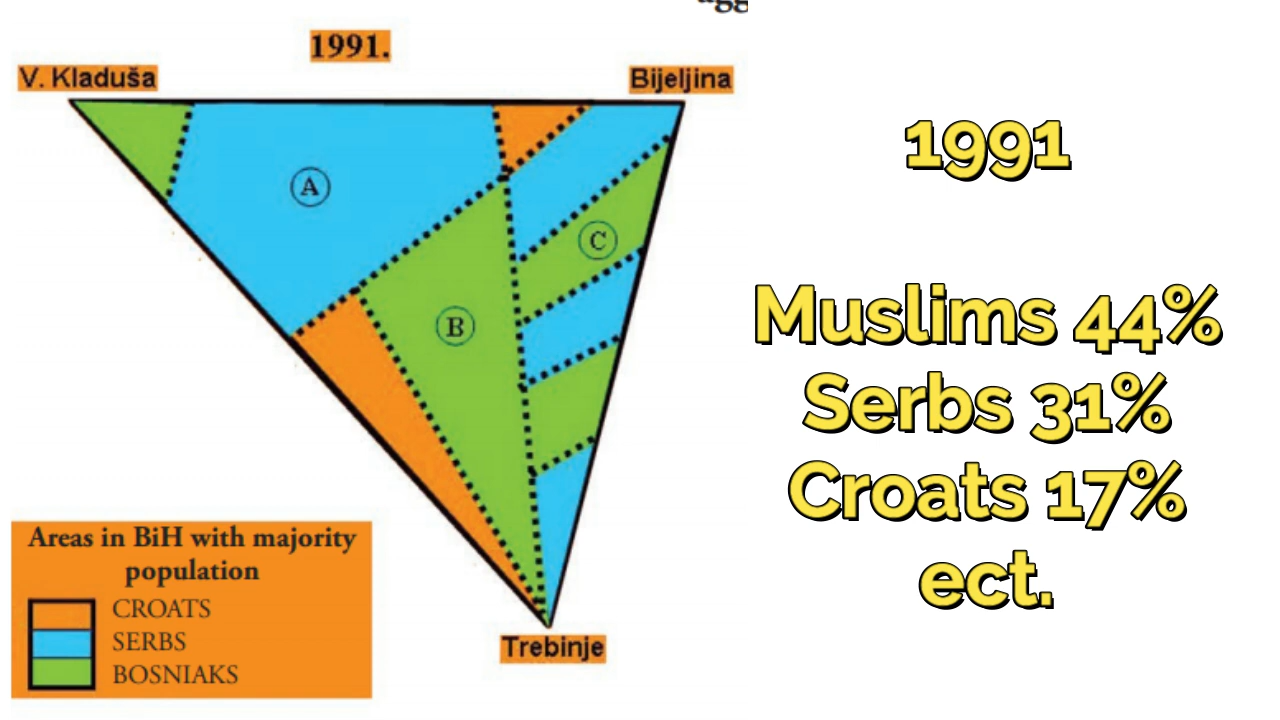 1991.
V. Kladuša
Bijeljina
A
C
B
Trebinje
Areas in BiH with majority
population
CROATS
SERBS
BOSNIAKS
1991
Muslims 44%
Serbs 31%
Croats 17%
ect.